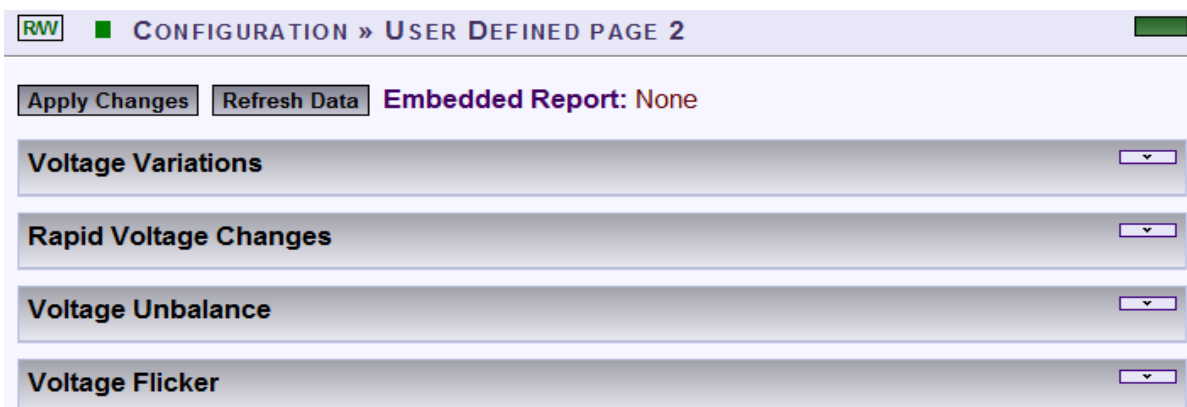 R/W CONFIGURATION » USER DEFINED PAGE 2
Apply Changes Refresh Data Embedded Report: None
Voltage Variations
Rapid Voltage Changes
Voltage Unbalance
Voltage Flicker